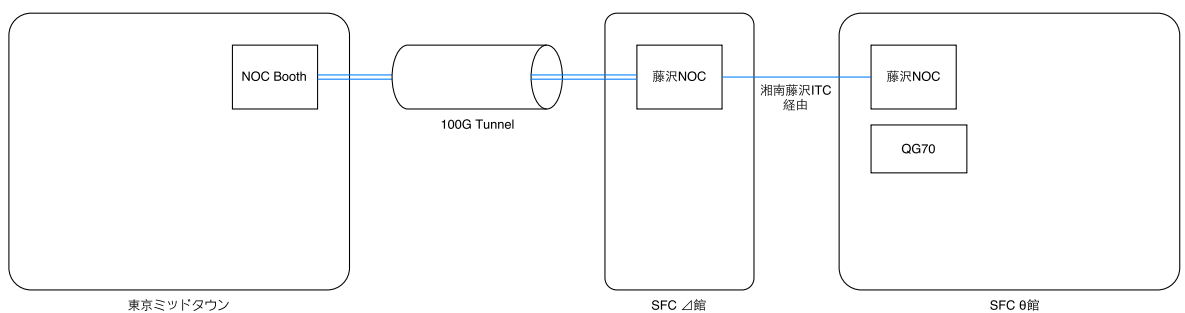 NOC Booth
100G Tunnel
藤沢NOC
湘南藤沢ITC
経由
藤沢NOC
QG70
東京ミッドタウン
SFC ⊿館
SFC θ館